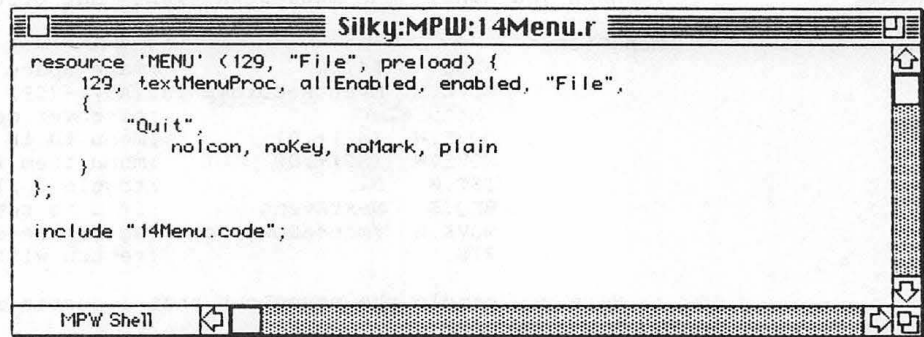 Silky:MPW:14Menu.r
resource 'MENU' (129, "File", preload) {
129, textMenuProc, allEnabled, enabled, "File",
{
"Quit",
noIcon, noKey, noMark, plain
}
};
include "14Menu.code";
MPW Shell